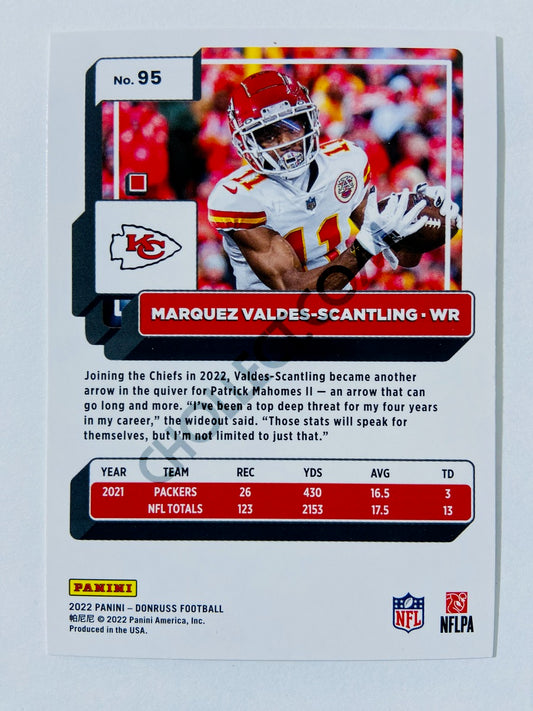 No. 95
11
11
KC
MARQUEZ VALDES-SCANTLING • WR
Joining the Chiefs in 2022, Valdes-Scantling became another
arrow in the quiver for Patrick Mahomes II — an arrow that can
go long and more. “I’ve been a top deep threat for my four years
in my career,” the wideout said. “Those stats will speak for
themselves, but I’m not limited to just that.”
YEAR TEAM REC YDS AVG TD
2021 PACKERS 26 430 16.5 3
NFL TOTALS 123 2153 17.5 13
PANINI
2022 PANINI – DONRUSS FOOTBALL
帕尼尼 © 2022 Panini America, Inc.
Produced in the USA.
NFL
NFLPA